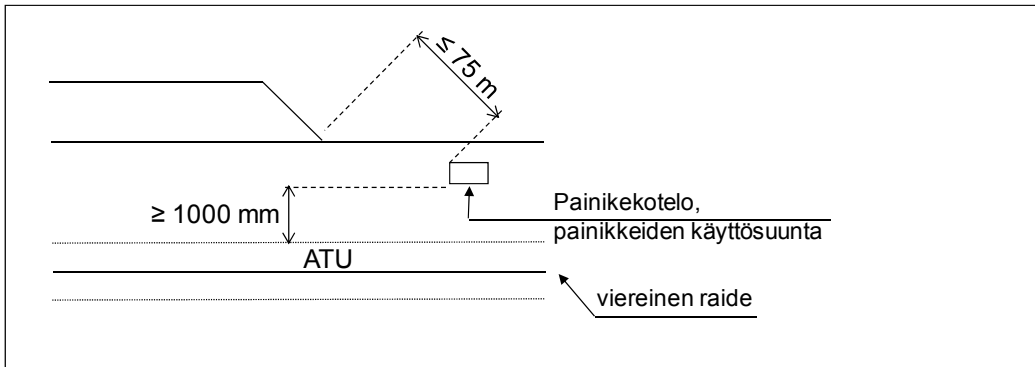 ≤ 75 m
≥ 1000 mm
Painikekotelo,
painikkeiden käyttösuunta
ATU
viereinen raide